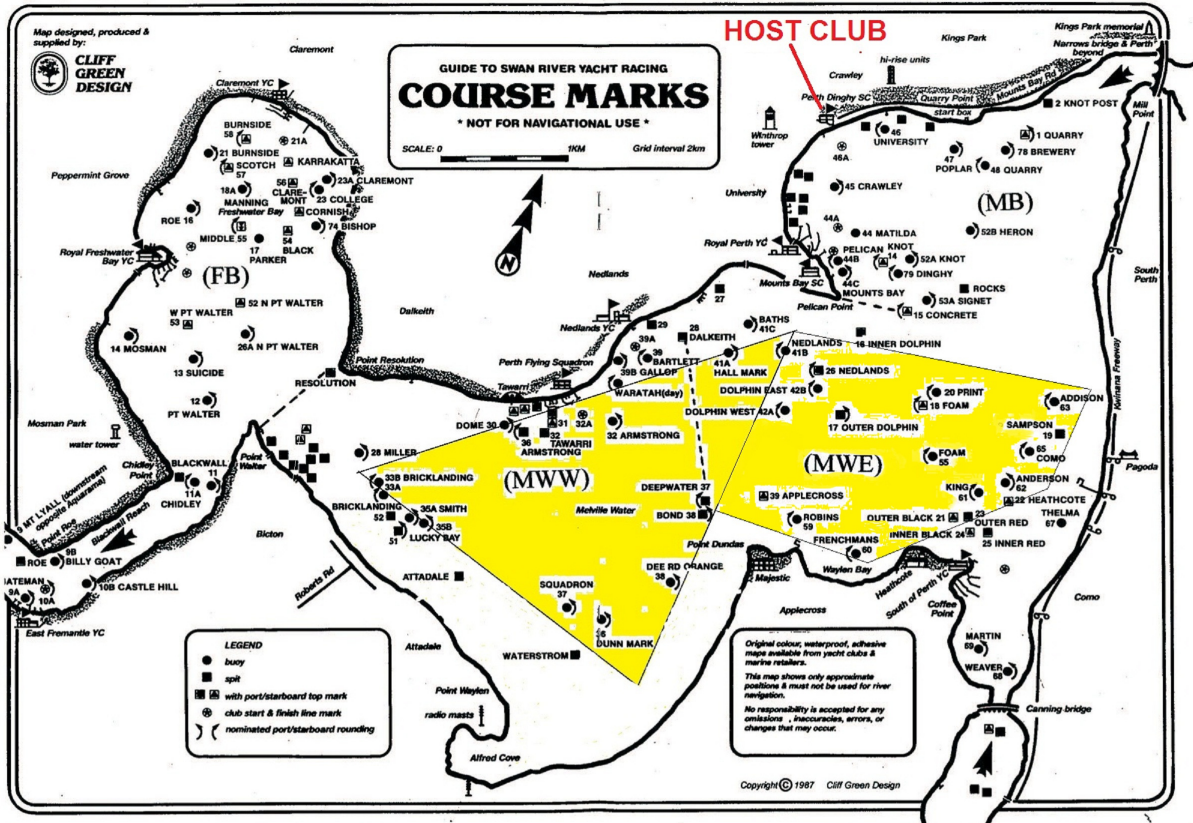 Map designed, produced &
supplied by:
CLIFF
GREEN
DESIGN
GUIDE TO SWAN RIVER YACHT RACING
COURSE MARKS
* NOT FOR NAVIGATIONAL USE *
SCALE: 0
1KM
Grid interval 2km
N
HOST CLUB
Kings Park memorial
Narrows bridge & Perth
beyond
Kings Park
hi-rise units
Crawley
Perth Dinghy SC
Quarry Point
Mounts Bay Rd
start box
2 KNOT POST
Mill
Point
Winthrop
tower
46
UNIVERSITY
46A
1 QUARRY
47
POPLAR
78 BREWERY
48 QUARRY
45 CRAWLEY
University
(MB)
44A
44 MATILDA
52B HERON
Royal Perth YC
PELICAN
44B
KNOT
14
52A KNOT
79 DINGHY
44C
MOUNTS BAY
Mounts Bay SC
Pelican Point
ROCKS
53A SIGNET
15 CONCRETE
South
Perth
Claremont
Claremont YC
BURNSIDE
58
21A
21 BURNSIDE
SCOTCH
57
KARRAKATTA
Peppermint Grove
18A
MANNING
56
CLARE-
MONT
23A CLAREMONT
23 COLLEGE
Freshwater Bay
CORNISH
ROE 16
74 BISHOP
MIDDLE 55
17
PARKER
54
BLACK
Royal Freshwater
Bay YC
(FB)
52 N PT WALTER
W PT WALTER
53
14 MOSMAN
26A N PT WALTER
13 SUICIDE
Dalkeith
Nedlands
Point Resolution
RESOLUTION
12
PT WALTER
Mosman Park
water tower
Nedlands YC
27
29
39A
28
DALKEITH
BATHS
41C
39
BARTLETT
39B GALLOP
41A
HALL MARK
NEDLANDS
41B
16 INNER DOLPHIN
Perth Flying Squadron
Tawarri
WARATAH(day)
26 NEDLANDS
DOLPHIN EAST 42B
DOLPHIN WEST 42A
20 PRINT
18 FOAM
17 OUTER DOLPHIN
ADDISON
63
Kwinana Freeway
DOME 30
31
32A
32
TAWARRI
36
ARMSTRONG
32 ARMSTRONG
SAMPSON
19
65
COMO
FOAM
55
Pagoda
Point
Walter
28 MILLER
Chidley
Point
BLACKWALL
11
11A
CHIDLEY
33B BRICKLANDING
33A
BRICKLANDING
(MWW)
(MWE)
DEEPWATER 37
39 APPLECROSS
KING
61
ANDERSON
62
22 HEATHCOTE
9 MT LYALL (downstream
opposite Aquarama)
Point Roe
Blackwall Reach
52
35A SMITH
35B
LUCKY BAY
51
Melville Water
BOND 38
ROBINS
59
OUTER BLACK 21
23
OUTER RED
THELMA
67
INNER BLACK 24
25 INNER RED
Bicton
FRENCHMANS
60
Point Dundas
ROE
9B
BILLY GOAT
10B CASTLE HILL
9A
10A
East Fremantle YC
Roberts Rd
ATTADALE
DEE RD ORANGE
38
Majestic
Waylen Bay
Heathcote
South of Perth YC
Coffee
Point
Applecross
Como
SQUADRON
37
DUNN MARK
Attadale
WATERSTROM
MARTIN
69
WEAVER
68
LEGEND
buoy
spit
with port/starboard top mark
club start & finish line mark
nominated port/starboard rounding
Point Waylen
radio masts
Alfred Cove
Original colour, waterproof, adhesive
maps available from yacht clubs &
marine retailers.
This map shows only approximate
positions & must not be used for river
navigation.
No responsibility is accepted for any
omissions , inaccuracies, errors, or
changes that may occur.
Canning bridge
Copyright © 1987 Cliff Green Design